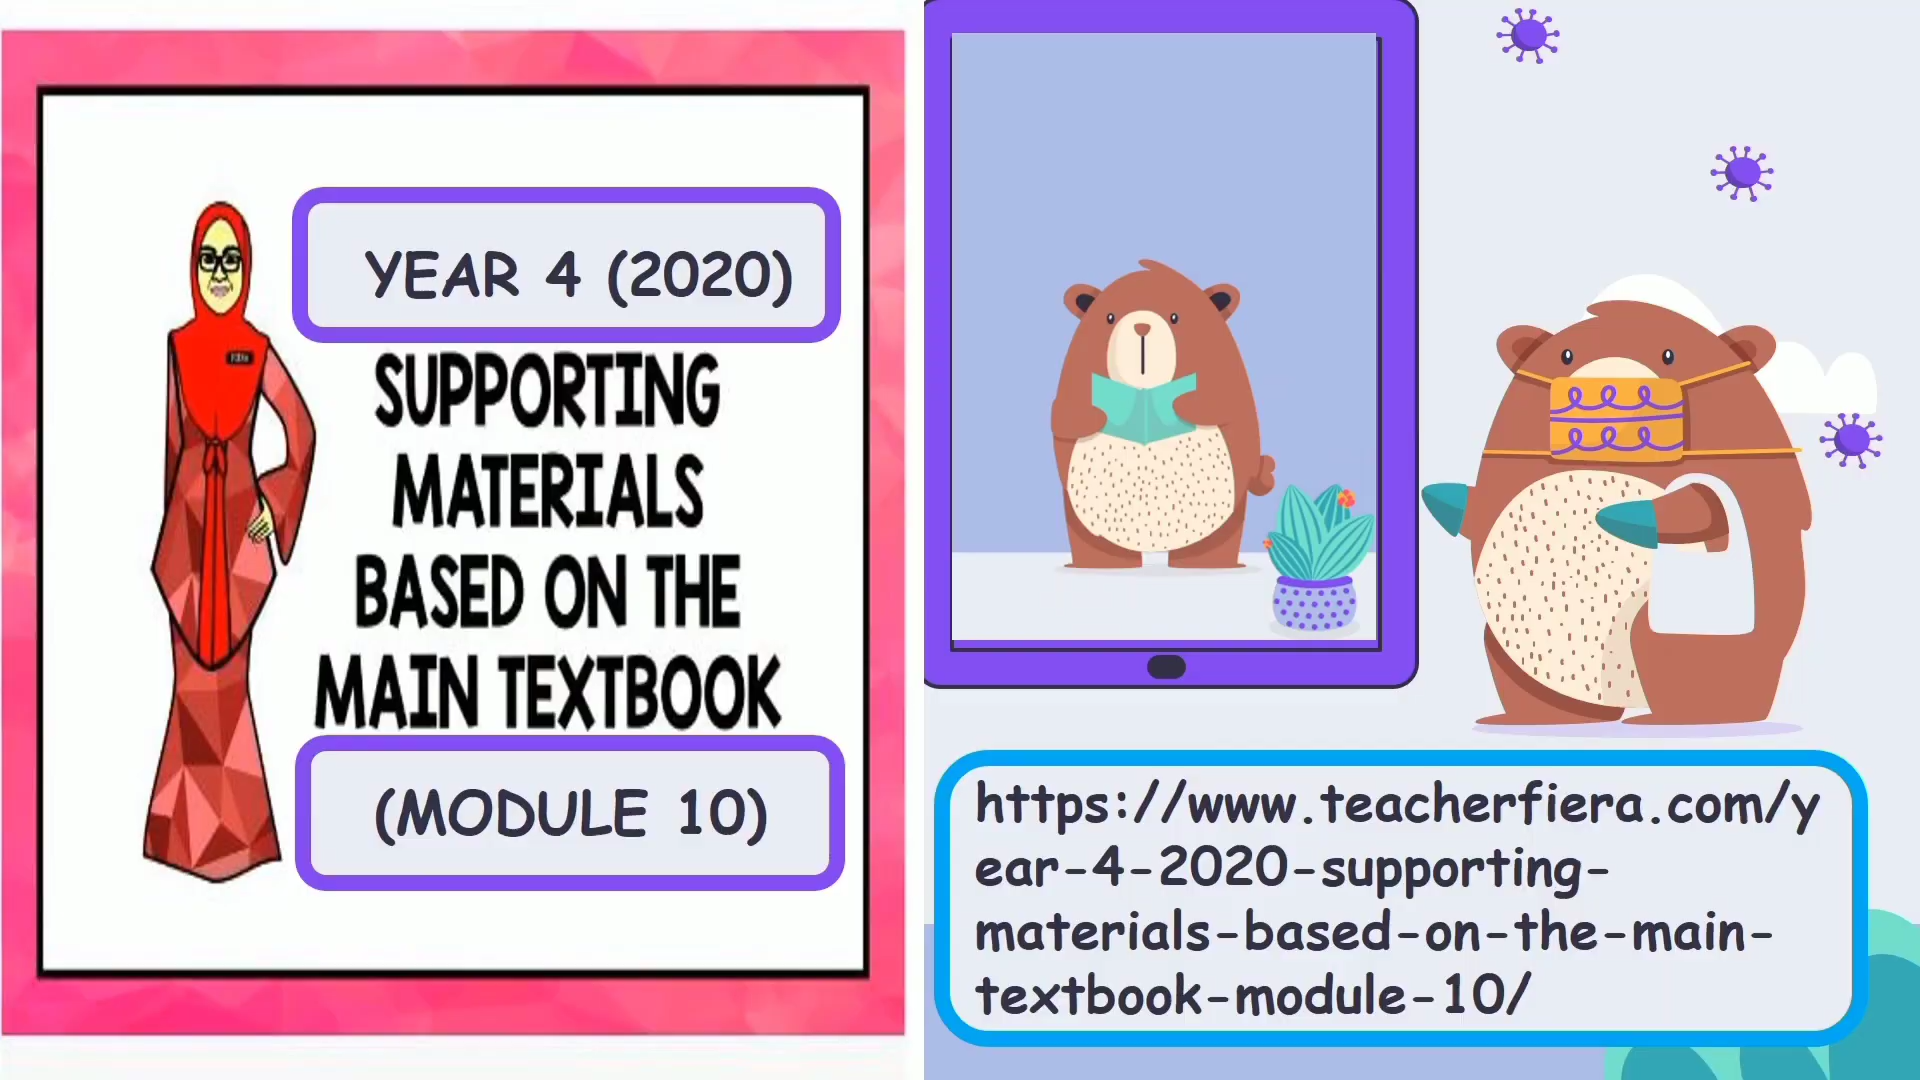 YEAR 4 (2020)
SUPPORTING
MATERIALS
BASED ON THE
MAIN TEXTBOOK
(MODULE 10)
https://www.teacherfiera.com/y
ear-4-2020-supporting-
materials-based-on-the-main-
textbook-module-10/